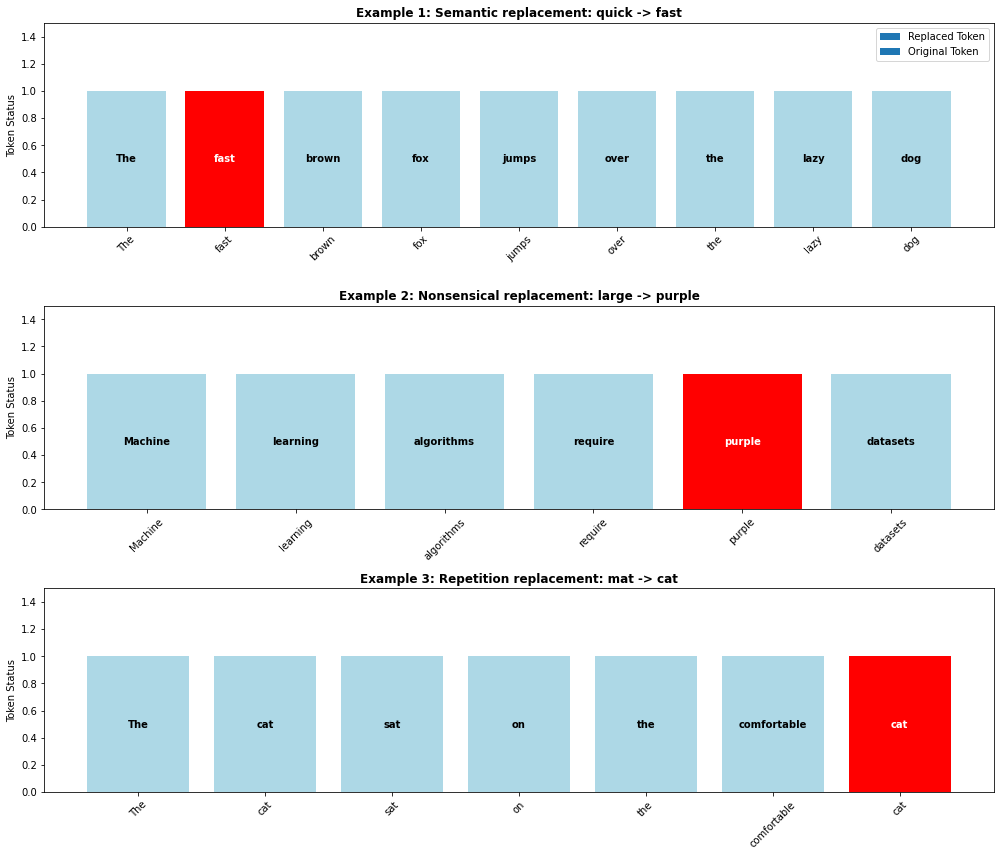 Example 1: Semantic replacement: quick -> fast
Replaced Token
Original Token
Token Status
1.4
1.2
1.0
0.8
0.6
0.4
0.2
0.0
The fast brown fox jumps over the lazy dog
The fast brown fox jumps over the lazy dog
Example 2: Nonsensical replacement: large -> purple
Token Status
1.4
1.2
1.0
0.8
0.6
0.4
0.2
0.0
Machine learning algorithms require purple datasets
Machine learning algorithms require purple datasets
Example 3: Repetition replacement: mat -> cat
Token Status
1.4
1.2
1.0
0.8
0.6
0.4
0.2
0.0
The cat sat on the comfortable cat
The cat sat on the comfortable cat